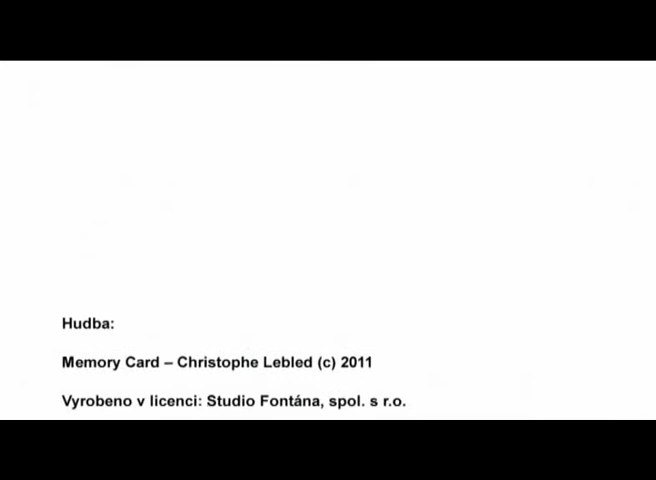 Hudba:
Memory Card – Christophe Lebled (c) 2011
Vyrobeno v licenci: Studio Fontána, spol. s r.o.